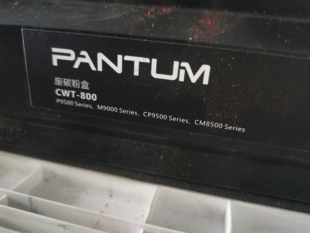 PANTUM
废碳粉盒
CWT-800
P9500 Series, M9000 Series, CP9500 Series, CM8500 Series